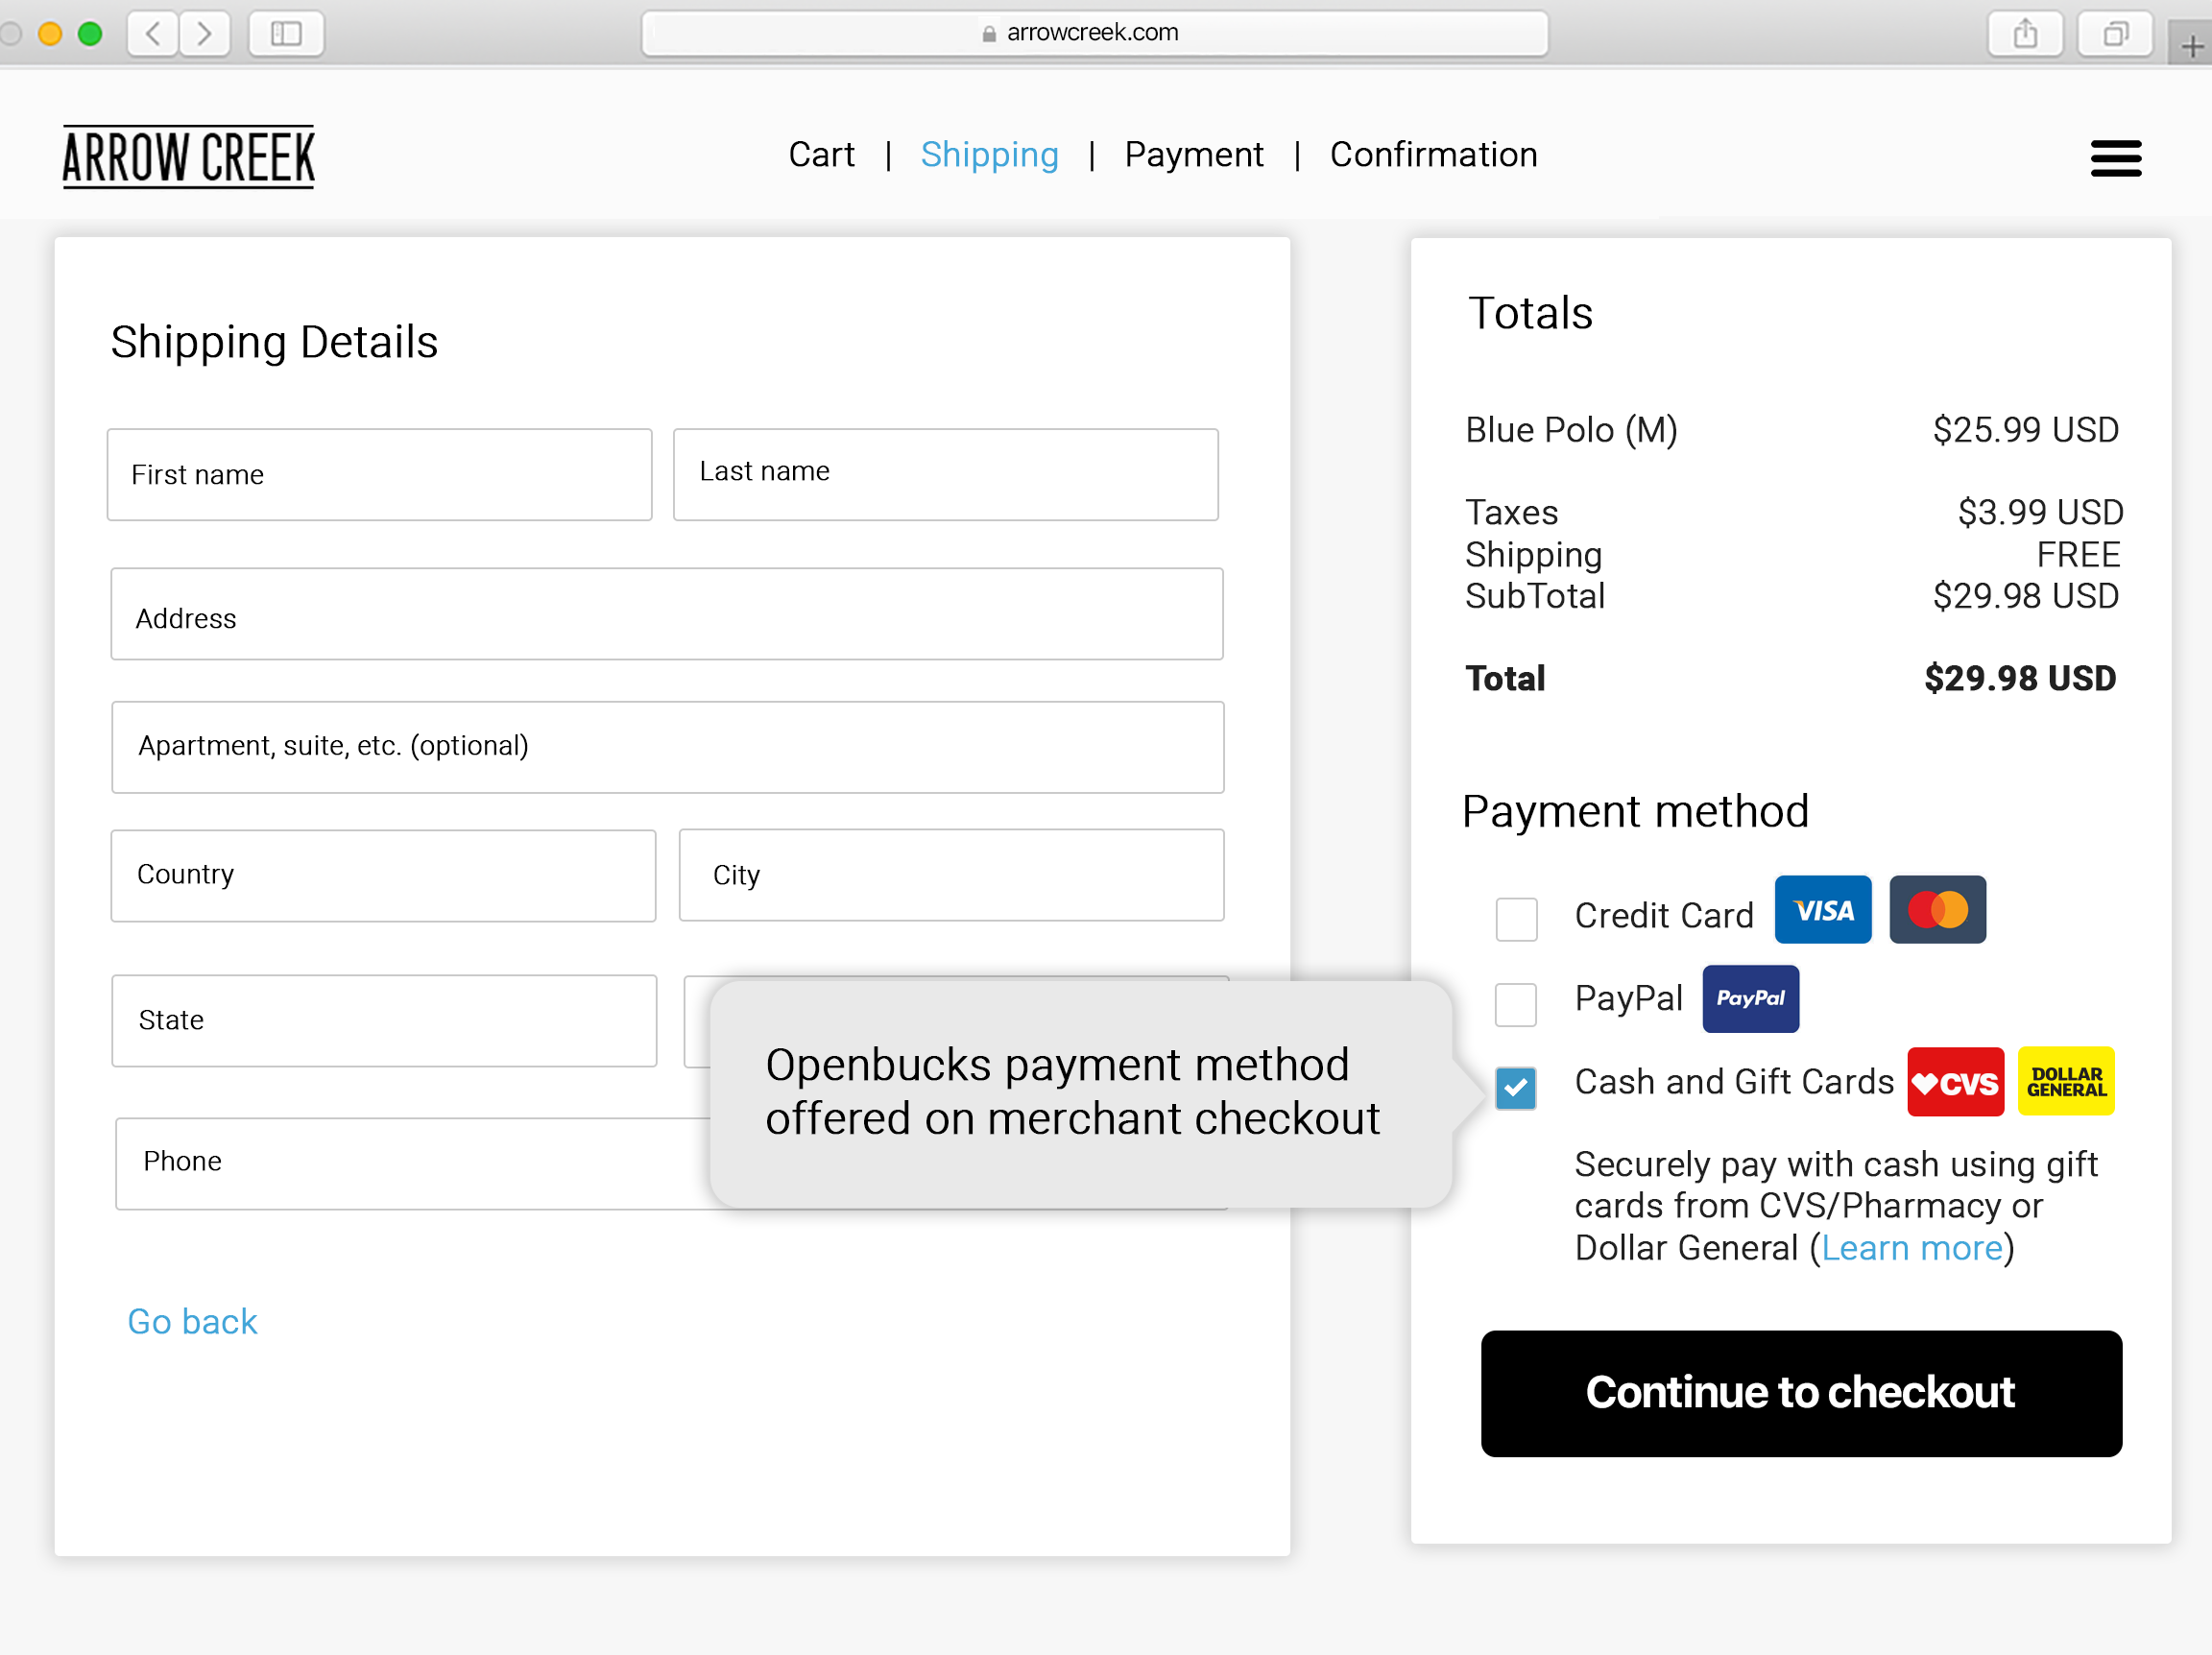 arrowcreek.com
ARROW CREEK
Cart | Shipping | Payment | Confirmation
Shipping Details
First name
Last name
Address
Apartment, suite, etc. (optional)
Country
City
State
Phone
Go back
Openbucks payment method
offered on merchant checkout
Totals
Blue Polo (M) $25.99 USD
Taxes $3.99 USD
Shipping FREE
SubTotal $29.98 USD
Total $29.98 USD
Payment method
Credit Card VISA
PayPal PayPal
Cash and Gift Cards CVS DOLLAR GENERAL
Securely pay with cash using gift
cards from CVS/Pharmacy or
Dollar General (Learn more)
Continue to checkout